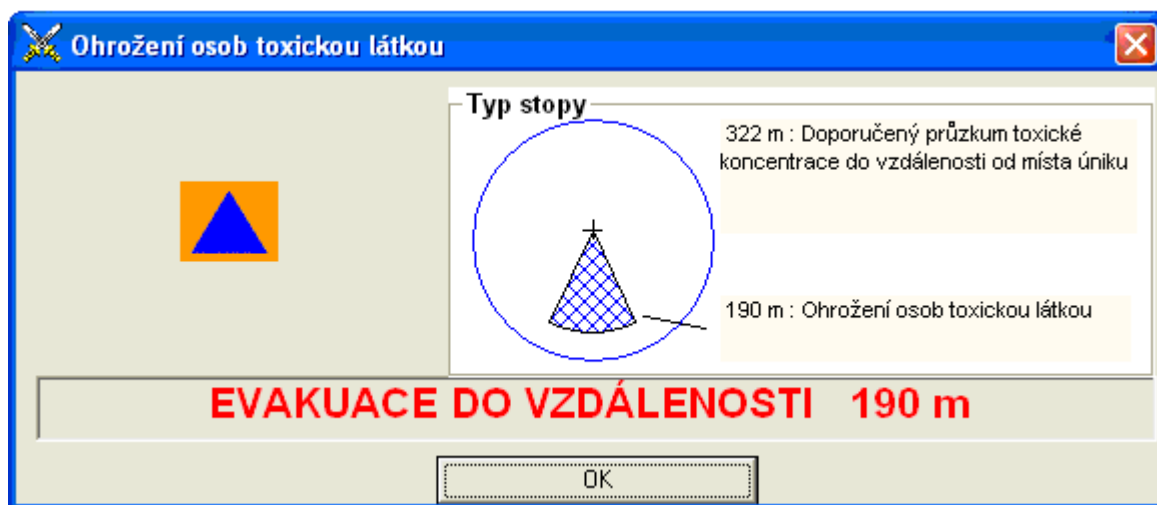 Ohrožení osob toxickou látkou
Typ stopy
322 m : Doporučený průzkum toxické
koncentrace do vzdálenosti od místa úniku
190 m : Ohrožení osob toxickou látkou
EVAKUACE DO VZDÁLENOSTI 190 m
OK